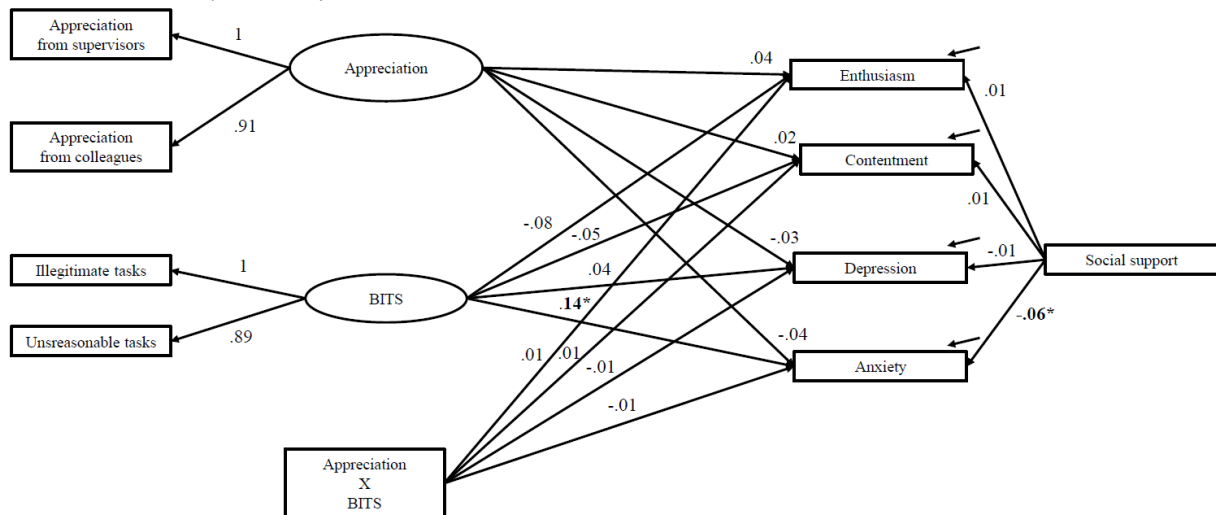 Appreciation
from supervisors
1
Appreciation
.04
Enthusiasm
.01
Appreciation
from colleagues
.91
.02
Contentment
.01
-.08
-.05
-.03
Illegitimate tasks
1
BITS
.04
Depression
-.01
Social support
.14*
-.06*
Unsreasonable tasks
.89
.01
.01
-.01
-.04
Anxiety
-.01
Appreciation
X
BITS